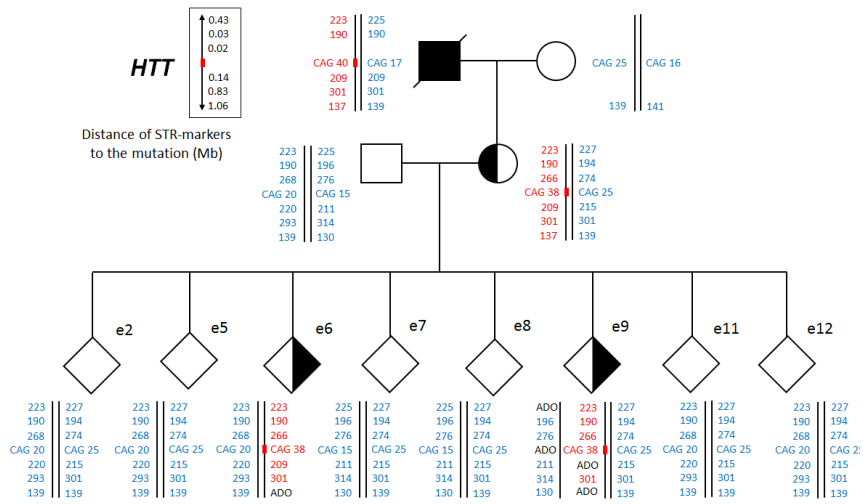 HTT
0.43
0.03
0.02
0.14
0.83
1.06
Distance of STR-markers
to the mutation (Mb)
223 225
190 190
CAG 40 CAG 17
209 209
301 301
137 139
CAG 25 CAG 16
139 141
223 225
190 196
268 276
CAG 20 CAG 15
220 211
293 314
139 130
223 227
190 194
266 274
CAG 38 CAG 25
209 215
301 301
137 139
e2 e5 e6 e7 e8 e9 e11 e12
223 227 223 227 223 223 225 227 225 227 ADO 223 227 223 227 223 227
190 194 190 194 190 190 196 194 196 194 196 190 194 190 194 190 194
268 274 268 274 268 266 276 274 276 274 276 266 274 268 274 268 274
CAG 20 CAG 25 CAG 20 CAG 25 CAG 20 CAG 38 CAG 15 CAG 25 CAG 15 CAG 25 ADO CAG 38 CAG 25 CAG 20 CAG 25 CAG 20 CAG 25
220 215 220 215 220 209 211 215 211 215 211 ADO 215 220 215 220 215
293 301 293 301 293 301 314 301 314 301 314 301 301 293 301 293 301
139 139 139 139 139 ADO 130 139 130 139 130 ADO 139 139 139 139 139